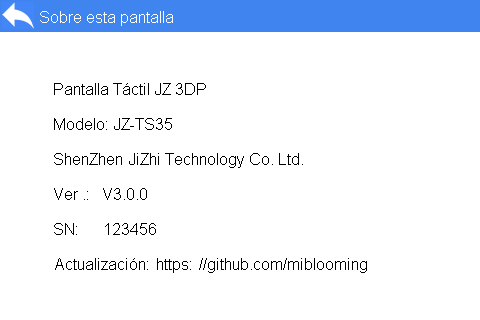 Sobre esta pantalla
Pantalla Táctil JZ 3DP
Modelo: JZ-TS35
ShenZhen JiZhi Technology Co. Ltd.
Ver .: V3.0.0
SN: 123456
Actualización: https: //github.com/miblooming